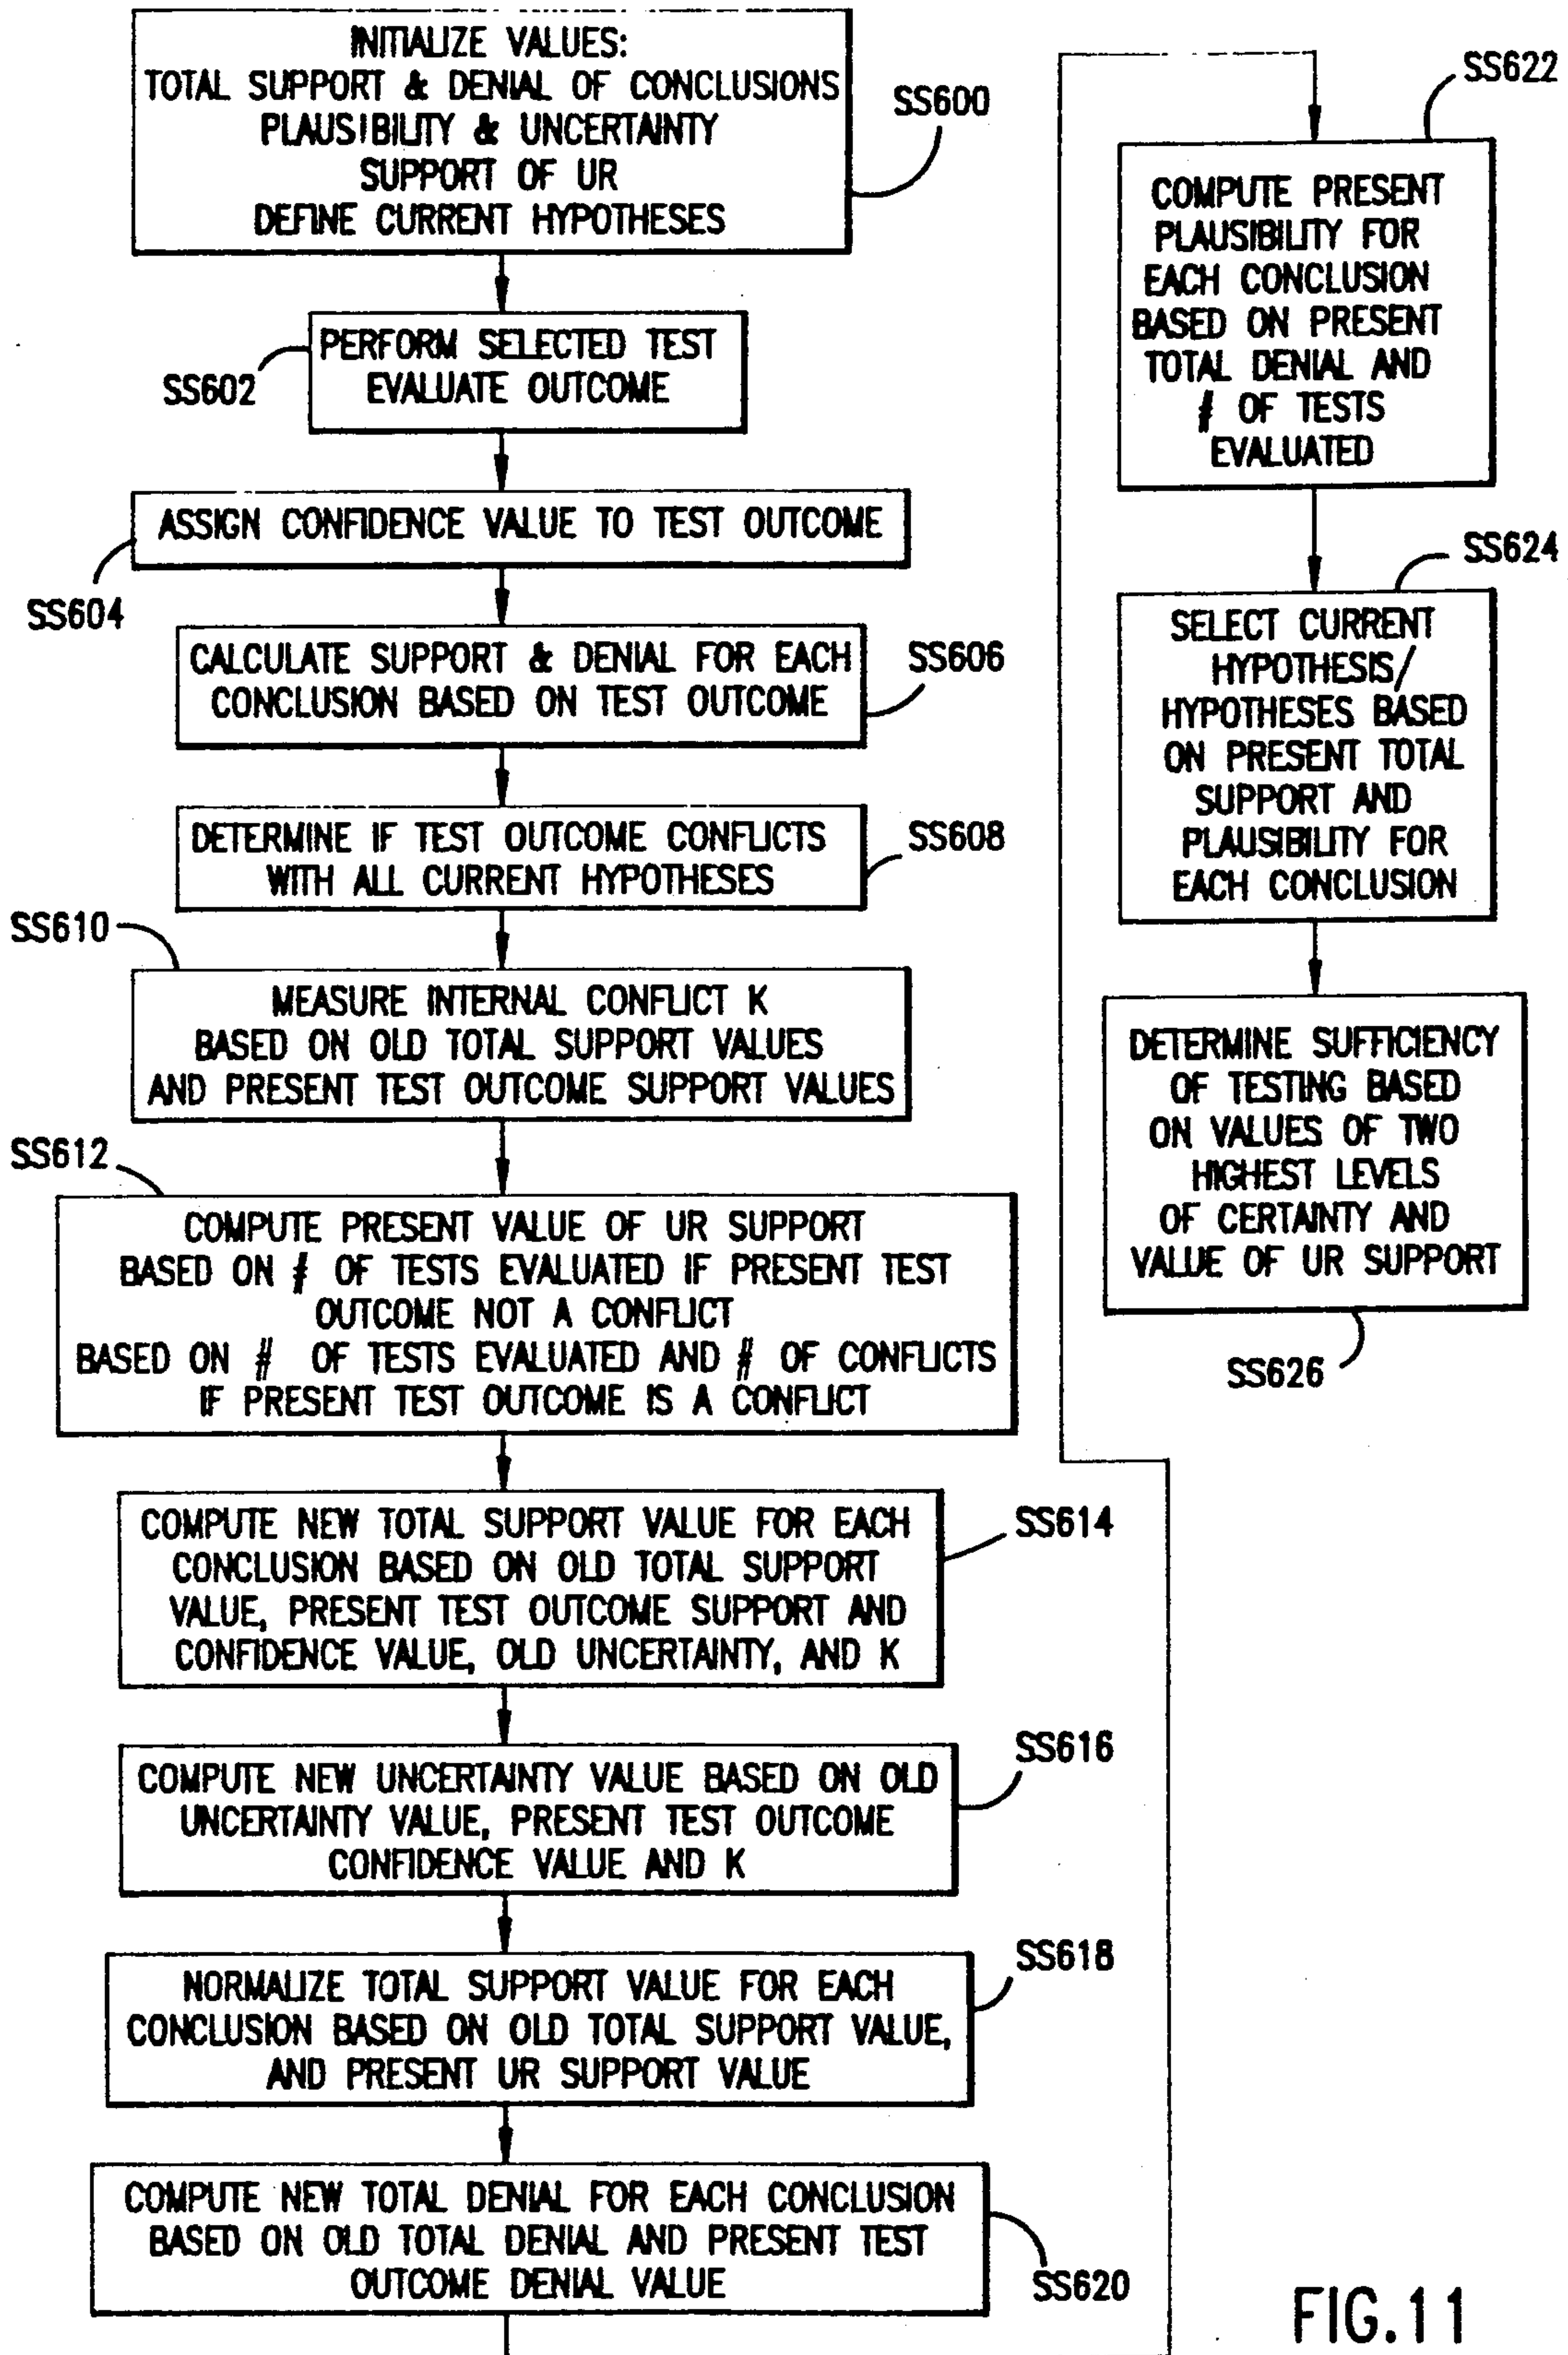 INITIALIZE VALUES:
TOTAL SUPPORT & DENIAL OF CONCLUSIONS
PLAUSIBILITY & UNCERTAINTY
SUPPORT OF UR
DEFINE CURRENT HYPOTHESES
SS600
PERFORM SELECTED TEST
EVALUATE OUTCOME
SS602
ASSIGN CONFIDENCE VALUE TO TEST OUTCOME
SS604
CALCULATE SUPPORT & DENIAL FOR EACH
CONCLUSION BASED ON TEST OUTCOME
SS606
DETERMINE IF TEST OUTCOME CONFLICTS
WITH ALL CURRENT HYPOTHESES
SS608
SS610
MEASURE INTERNAL CONFLICT K
BASED ON OLD TOTAL SUPPORT VALUES
AND PRESENT TEST OUTCOME SUPPORT VALUES
SS612
COMPUTE PRESENT VALUE OF UR SUPPORT
BASED ON # OF TESTS EVALUATED IF PRESENT TEST
OUTCOME NOT A CONFLICT
BASED ON # OF TESTS EVALUATED AND # OF CONFLICTS
IF PRESENT TEST OUTCOME IS A CONFLICT
COMPUTE NEW TOTAL SUPPORT VALUE FOR EACH
CONCLUSION BASED ON OLD TOTAL SUPPORT
VALUE, PRESENT TEST OUTCOME SUPPORT AND
CONFIDENCE VALUE, OLD UNCERTAINTY, AND K
SS614
COMPUTE NEW UNCERTAINTY VALUE BASED ON OLD
UNCERTAINTY VALUE, PRESENT TEST OUTCOME
CONFIDENCE VALUE AND K
SS616
NORMALIZE TOTAL SUPPORT VALUE FOR EACH
CONCLUSION BASED ON OLD TOTAL SUPPORT VALUE,
AND PRESENT UR SUPPORT VALUE
SS618
COMPUTE NEW TOTAL DENIAL FOR EACH CONCLUSION
BASED ON OLD TOTAL DENIAL AND PRESENT TEST
OUTCOME DENIAL VALUE
SS620
SS622
COMPUTE PRESENT
PLAUSIBILITY FOR
EACH CONCLUSION
BASED ON PRESENT
TOTAL DENIAL AND
# OF TESTS
EVALUATED
SS624
SELECT CURRENT
HYPOTHESIS/
HYPOTHESES BASED
ON PRESENT TOTAL
SUPPORT AND
PLAUSIBILITY FOR
EACH CONCLUSION
DETERMINE SUFFICIENCY
OF TESTING BASED
ON VALUES OF TWO
HIGHEST LEVELS
OF CERTAINTY AND
VALUE OF UR SUPPORT
SS626
FIG.11